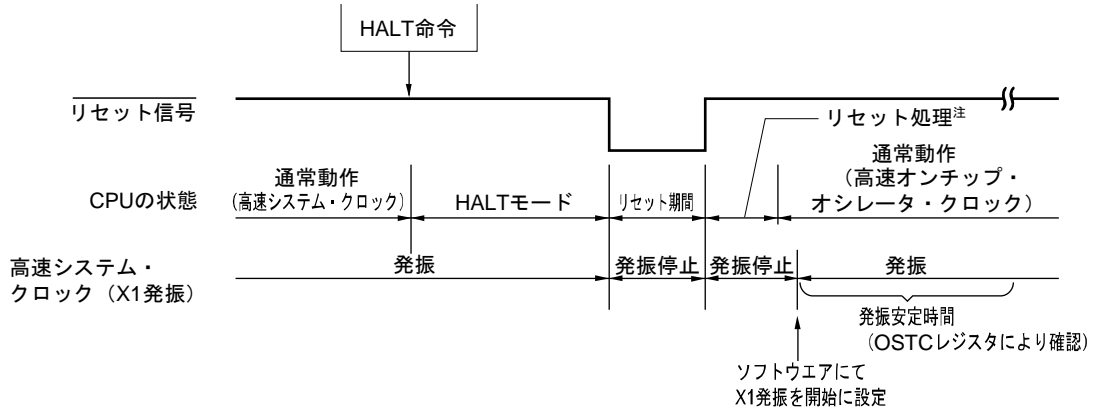 HALT命令
リセット信号
リセット処理注
CPUの状態
通常動作
(高速システム・クロック)
HALTモード
リセット期間
通常動作
(高速オンチップ・
オシレータ・クロック)
高速システム・
クロック(X1発振)
発振
発振停止
発振停止
発振
発振安定時間
(OSTCレジスタにより確認)
ソフトウエアにて
X1発振を開始に設定